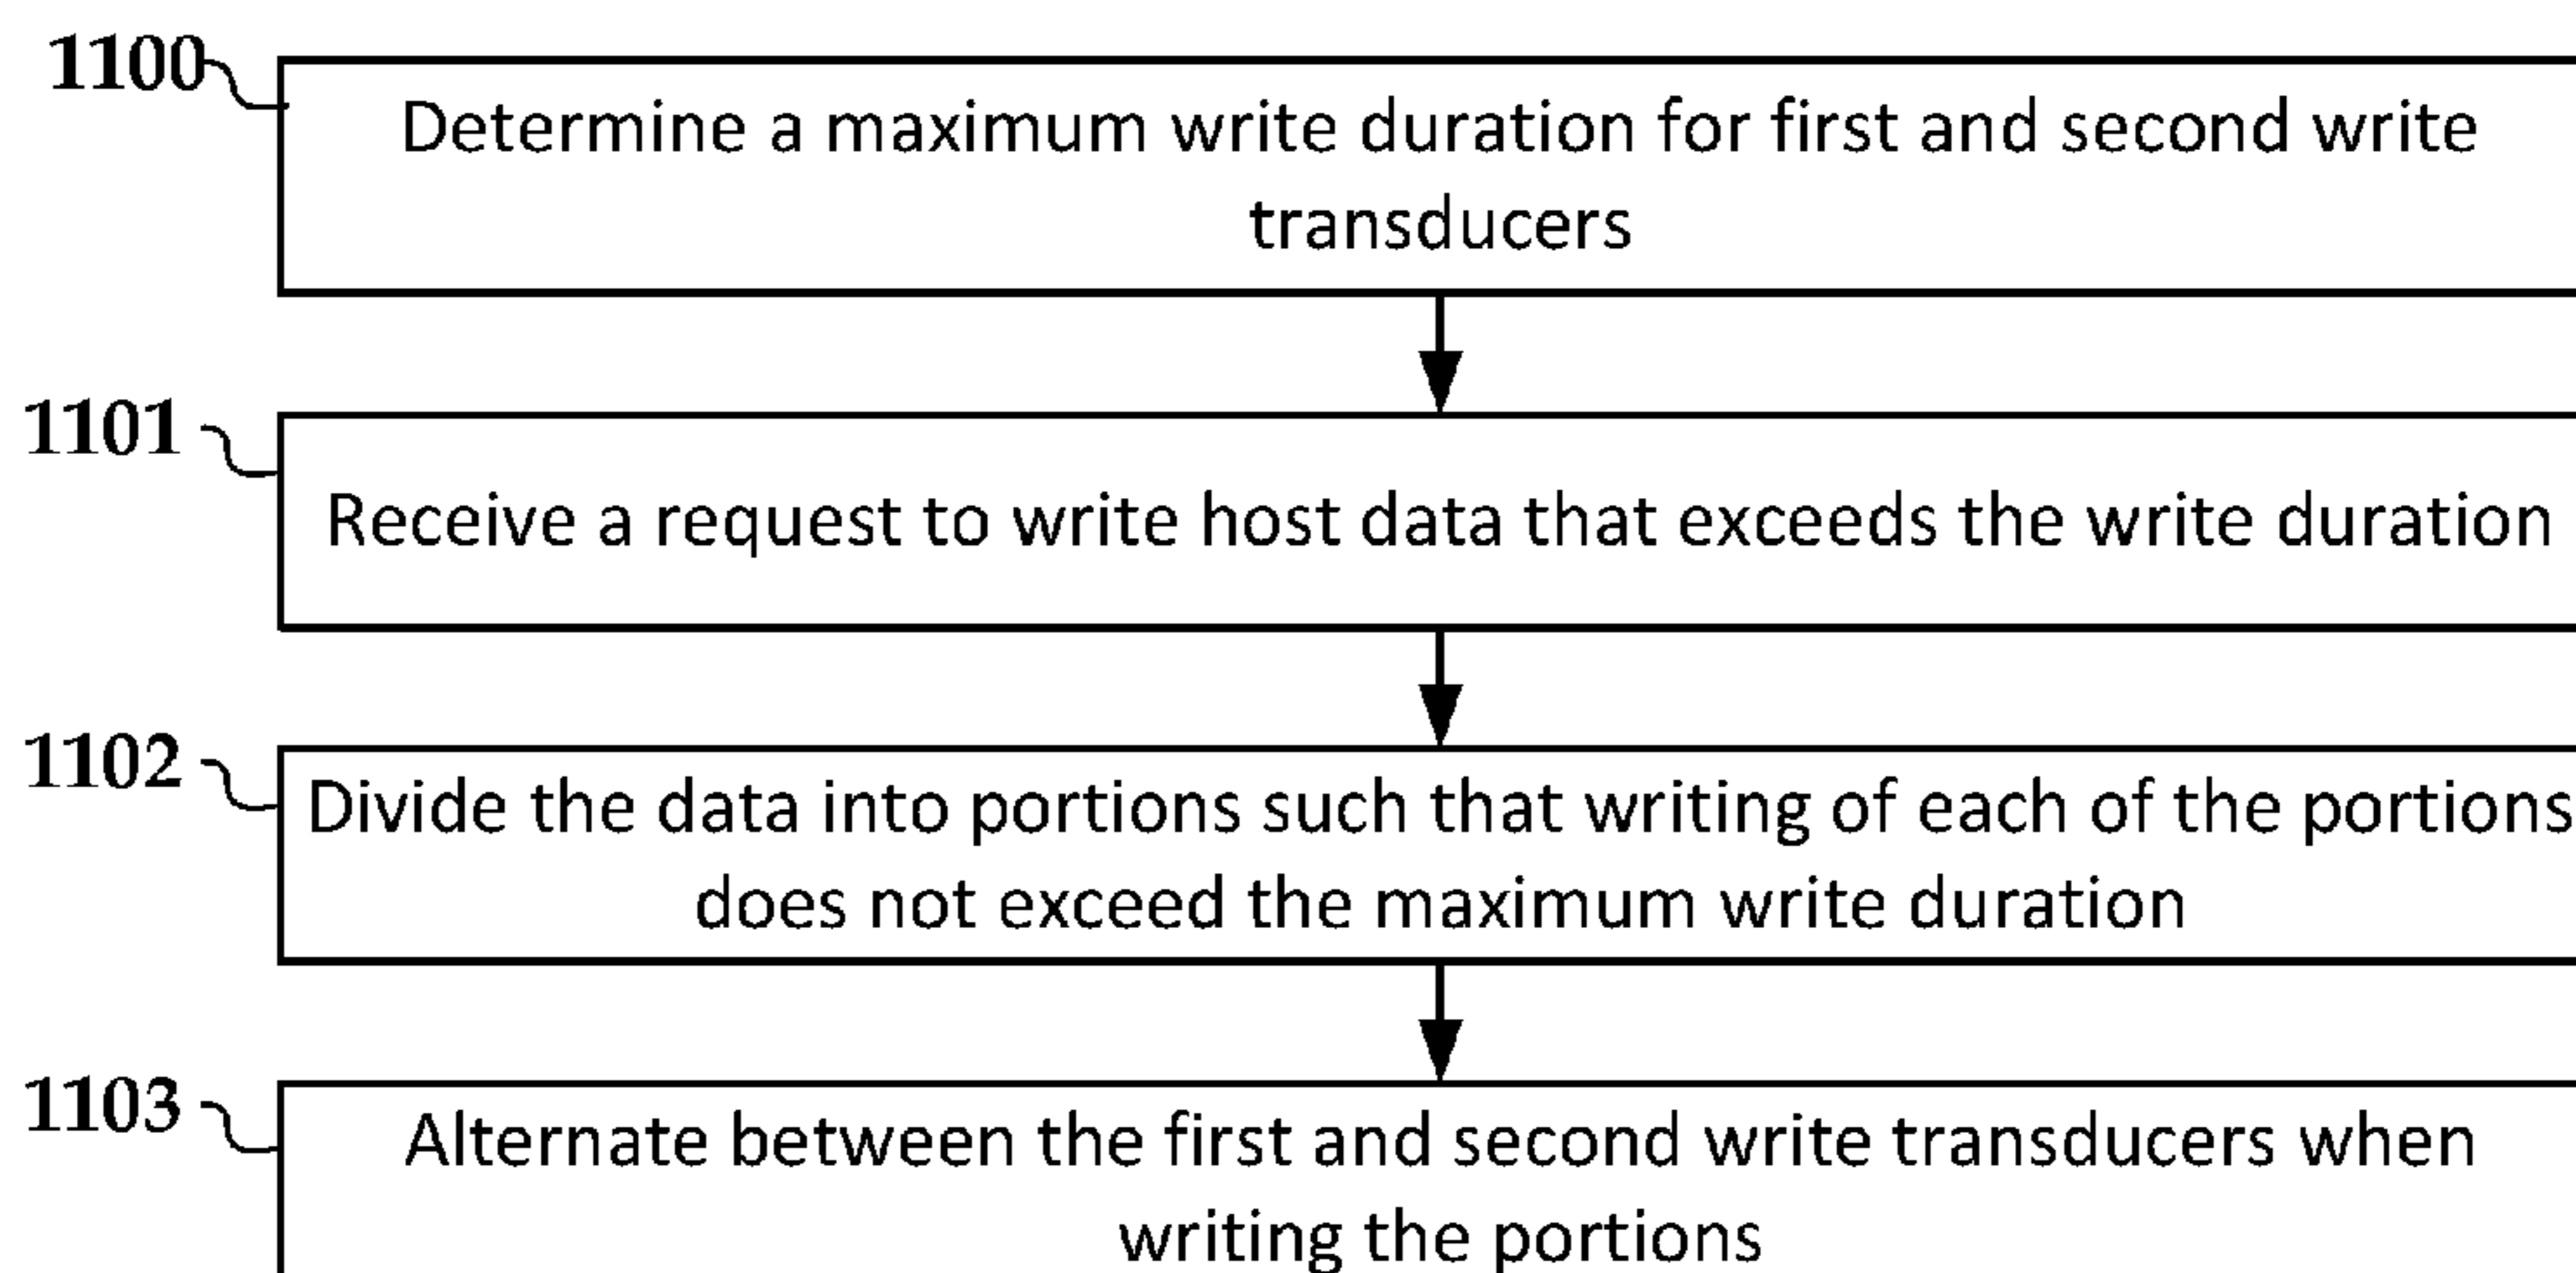 1100
Determine a maximum write duration for first and second write
transducers
1101
Receive a request to write host data that exceeds the write duration
1102
Divide the data into portions such that writing of each of the portions
does not exceed the maximum write duration
1103
Alternate between the first and second write transducers when
writing the portions